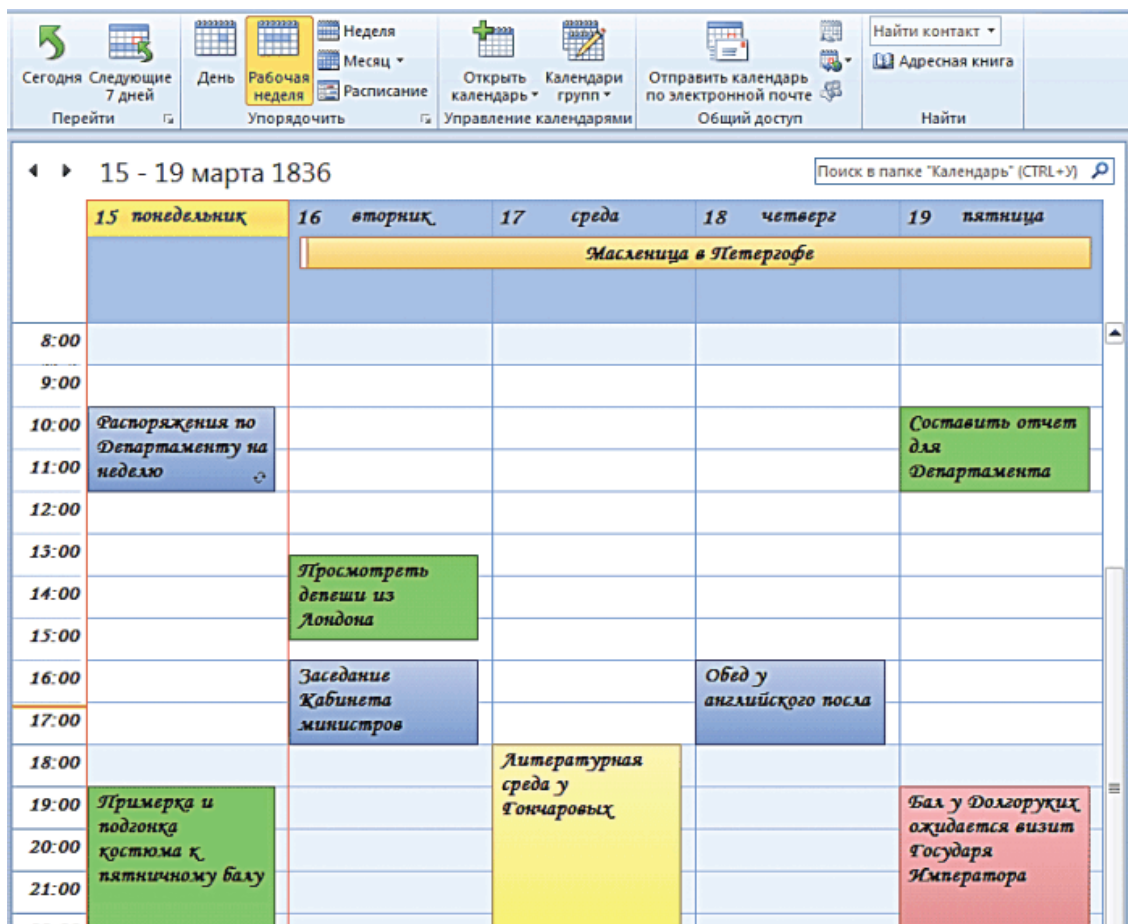 Сегодня
Следующие
7 дней
Перейти
День
Рабочая
неделя
Неделя
Месяц
Расписание
Упорядочить
Открыть
календарь
Календари
групп
Управление календарями
Отправить календарь
по электронной почте
Общий доступ
Найти контакт
Адресная книга
Найти
15 - 19 марта 1836
Поиск в папке "Календарь" (CTRL+У)
15 понедельник
16 вторник
17 среда
18 четверг
19 пятница
Масленица в Петергофе
8:00
9:00
10:00
11:00
12:00
13:00
14:00
15:00
16:00
17:00
18:00
19:00
20:00
21:00
Распоряжения по
Департаменту на
неделю
Примерка и
подгонка
костюма к
пятничному балу
Просмотреть
депеши из
Лондона
Заседание
Кабинета
министров
Литературная
среда у
Гончаровых
Обед у
английского посла
Составить отчет
для
Департамента
Бал у Долгоруких
ожидается визит
Государя
Императора